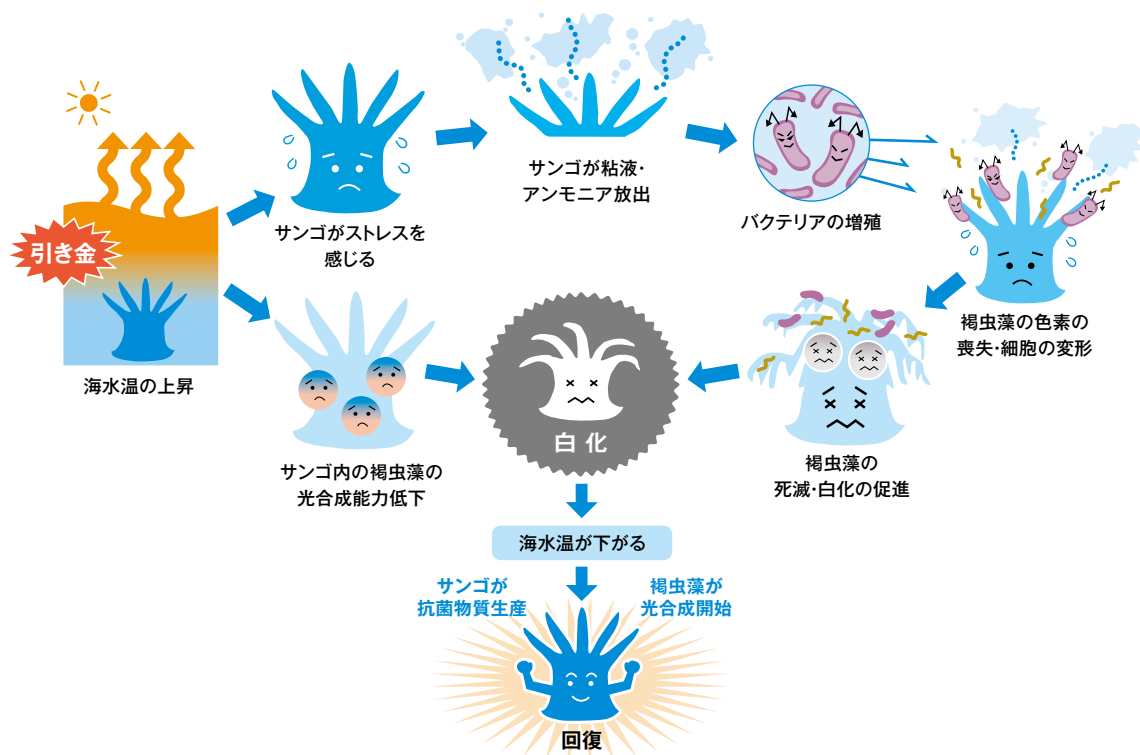 引き金
海水温の上昇
サンゴがストレスを
感じる
サンゴが粘液・
アンモニア放出
バクテリアの増殖
褐虫藻の色素の
喪失・細胞の変形
褐虫藻の
死滅・白化の促進
サンゴ内の褐虫藻の
光合成能力低下
白化
海水温が下がる
サンゴが
抗菌物質生産
褐虫藻が
光合成開始
回復